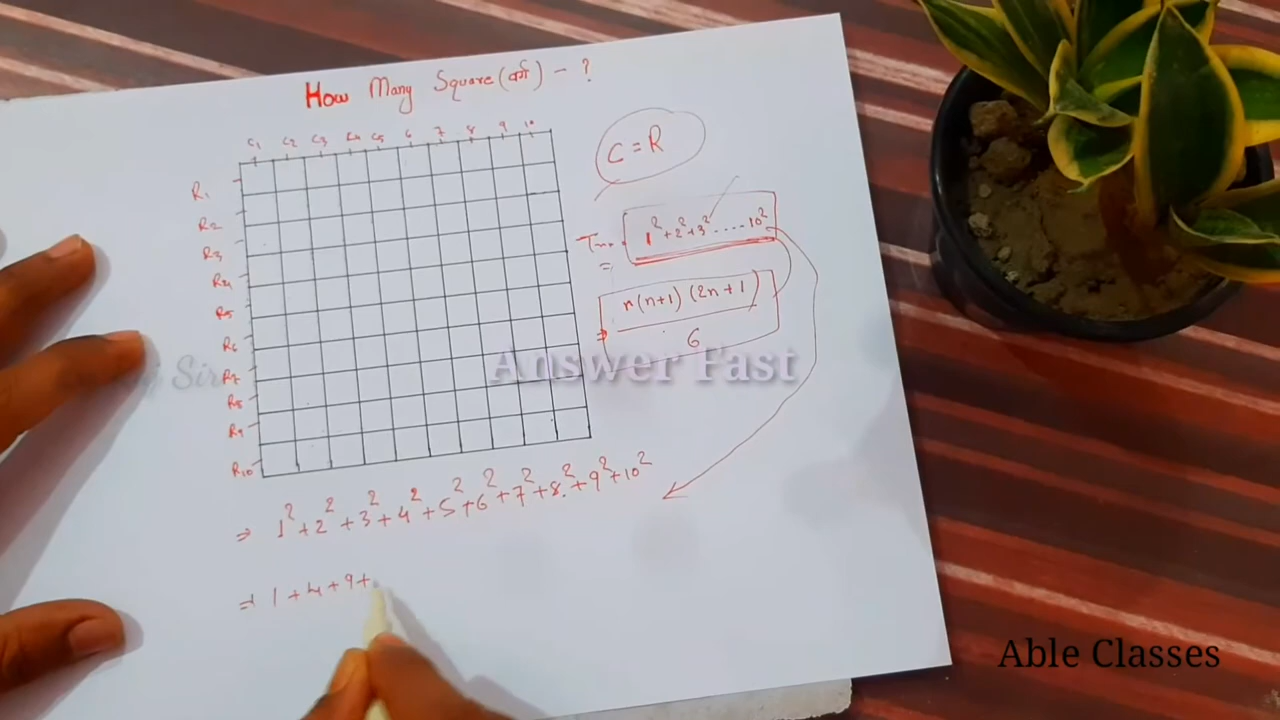 How Many Square (वर्ग) - ?
C1 C2 C3 C4 C5 6 7 8 9 10
C = R
R1
R2
R3
R4
R5
R6
R7
R8
R9
R10
1² + 2² + 3² ..... 10²
=
⇒ n(n+1) (2n+1)
6
Answer Fast
⇒ 1² + 2² + 3² + 4² + 5² + 6² + 7² + 8² + 9² + 10²
⇒ 1 + 4 + 9 +
Able Classes